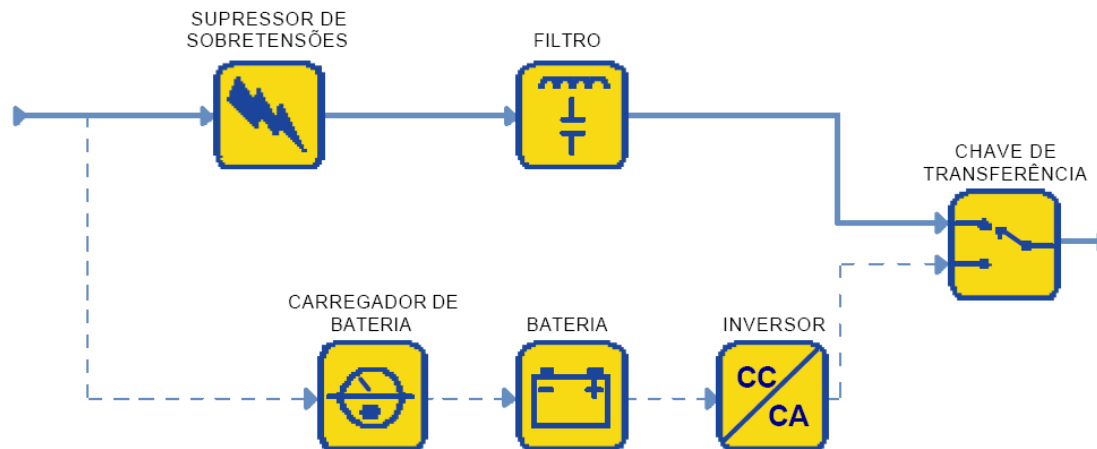 SUPRESSOR DE
SOBRETENSÕES
FILTRO
CHAVE DE
TRANSFERÊNCIA
CARREGADOR DE
BATERIA
BATERIA
INVERSOR
CC
CA